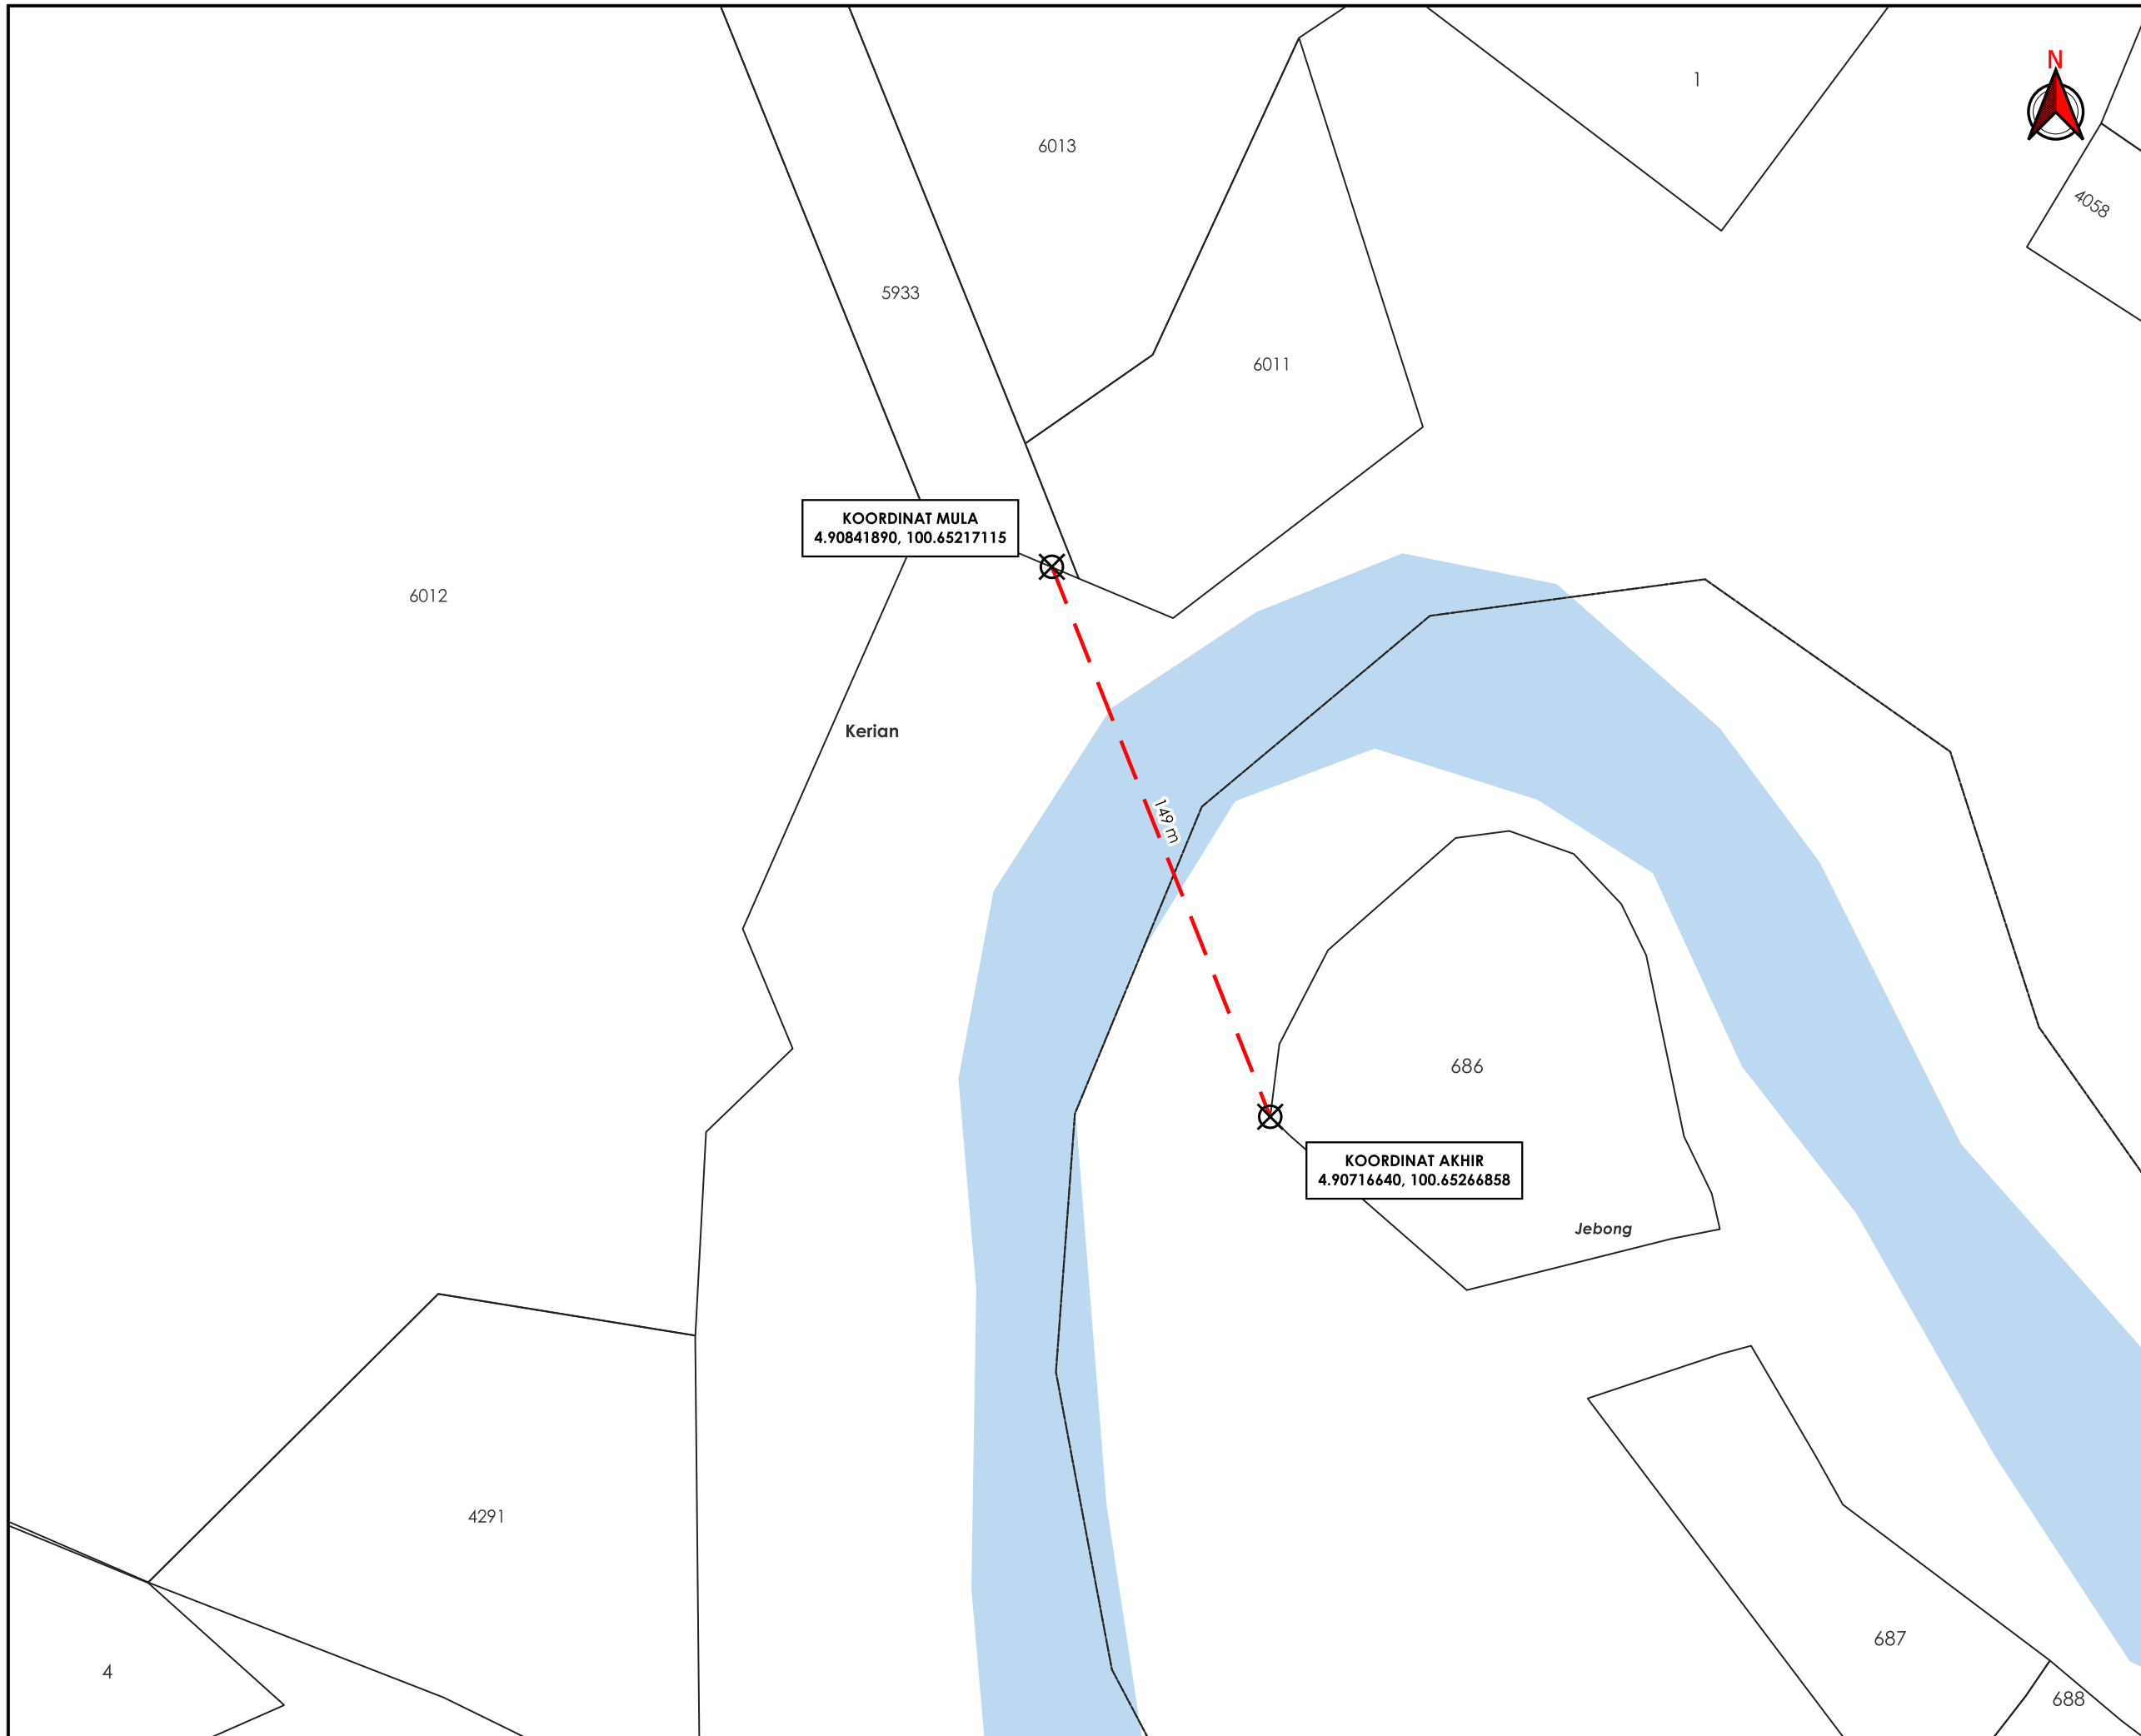 N
1
6013
4058
5933
6011
KOORDINAT MULA
4.90841890, 100.65217115
6012
Kerian
149 m
686
KOORDINAT AKHIR
4.90716640, 100.65266858
Jebong
4291
687
4
688